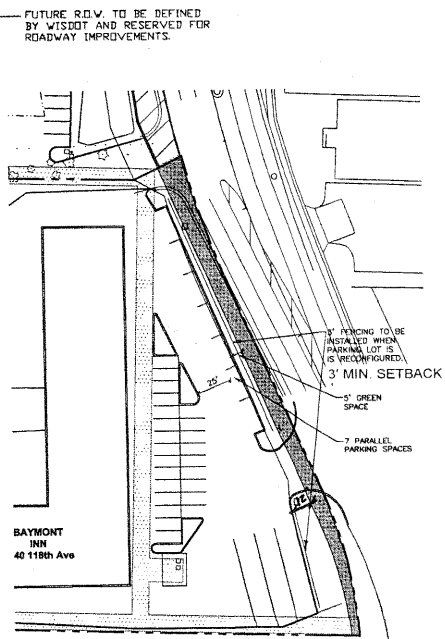 FUTURE R.O.W. TO BE DEFINED
BY WISDOT AND RESERVED FOR
ROADWAY IMPROVEMENTS.
3' FENCING TO BE
INSTALLED WHEN
PARKING LOT IS
IS RECONFIGURED.
3' MIN. SETBACK
5' GREEN
SPACE
25'
7 PARALLEL
PARKING SPACES
BAYMONT
INN
40 118th Ave